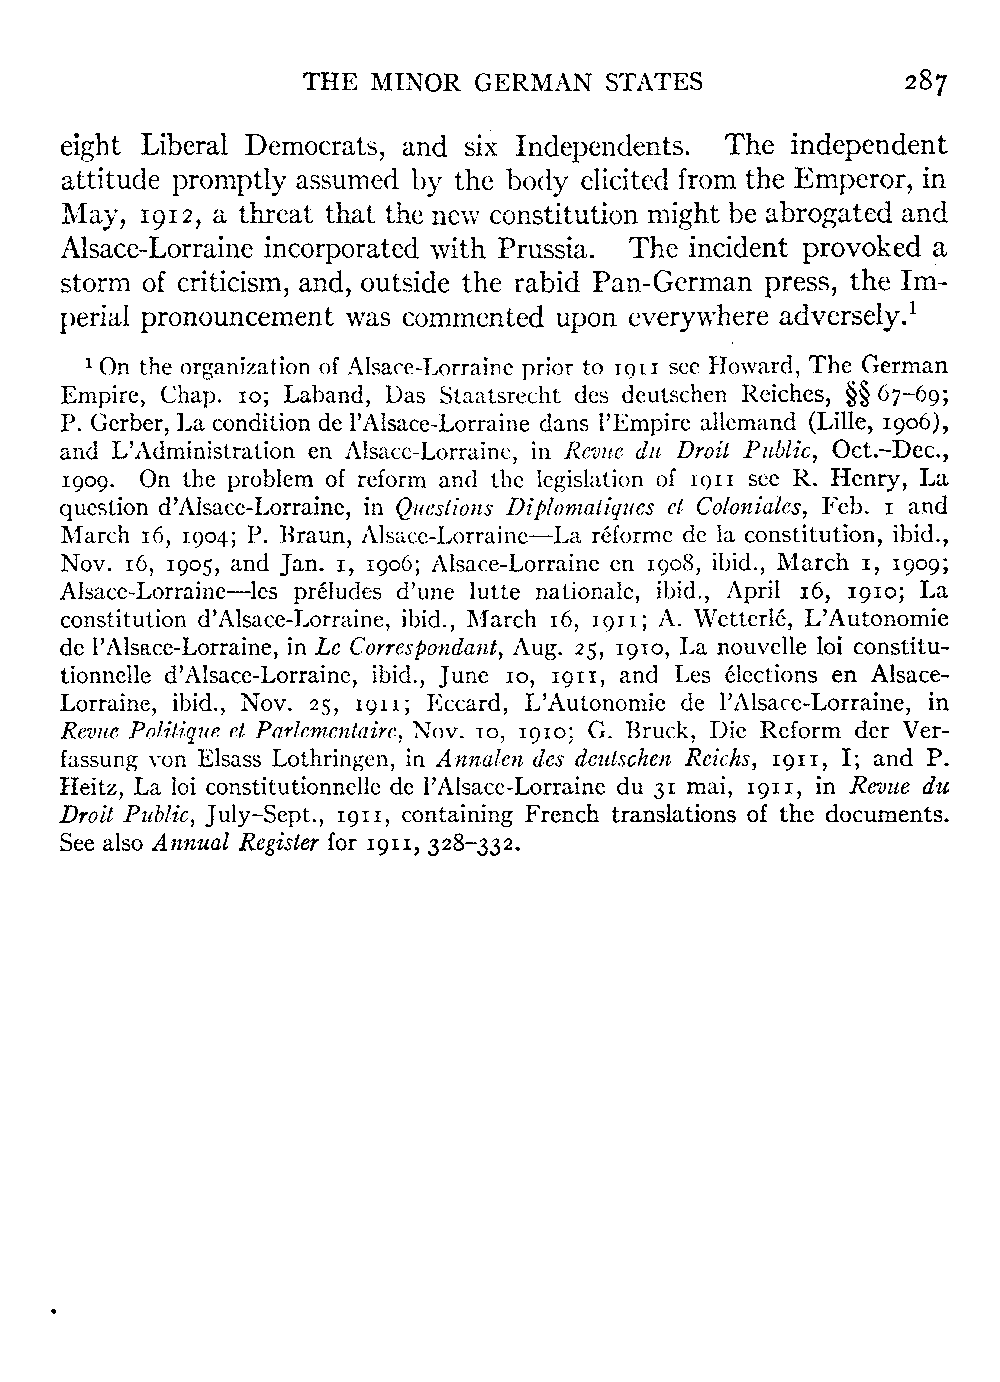 THE MINOR GERMAN STATES 287
eight Liberal Democrats, and six Independents. The independent
attitude promptly assumed by the body elicited from the Emperor, in
May, 1912, a threat that the new constitution might be abrogated and
Alsace-Lorraine incorporated with Prussia. The incident provoked a
storm of criticism, and, outside the rabid Pan-German press, the Im-
perial pronouncement was commented upon everywhere adversely.¹
¹ On the organization of Alsace-Lorraine prior to 1911 see Howard, The German
Empire, Chap. 10; Laband, Das Staatsrecht des deutschen Reiches, §§ 67–69;
P. Gerber, La condition de l'Alsace-Lorraine dans l'Empire allemand (Lille, 1906),
and L'Administration en Alsace-Lorraine, in Revue du Droit Public, Oct.–Dec.,
1909. On the problem of reform and the legislation of 1911 see R. Henry, La
question d'Alsace-Lorraine, in Questions Diplomatiques et Coloniales, Feb. 1 and
March 16, 1904; P. Braun, Alsace-Lorraine—La réforme de la constitution, ibid.,
Nov. 16, 1905, and Jan. 1, 1906; Alsace-Lorraine en 1908, ibid., March 1, 1909;
Alsace-Lorraine—les préludes d'une lutte nationale, ibid., April 16, 1910; La
constitution d'Alsace-Lorraine, ibid., March 16, 1911; A. Wetterlé, L'Autonomie
de l'Alsace-Lorraine, in Le Correspondant, Aug. 25, 1910, La nouvelle loi constitu-
tionnelle d'Alsace-Lorraine, ibid., June 10, 1911, and Les élections en Alsace-
Lorraine, ibid., Nov. 25, 1911; Eccard, L'Autonomie de l'Alsace-Lorraine, in
Revue Politique et Parlementaire, Nov. 10, 1910; G. Bruck, Die Reform der Ver-
fassung von Elsass Lothringen, in Annalen des deutschen Reichs, 1911, I; and P.
Heitz, La loi constitutionnelle de l'Alsace-Lorraine du 31 mai, 1911, in Revue du
Droit Public, July–Sept., 1911, containing French translations of the documents.
See also Annual Register for 1911, 328–332.